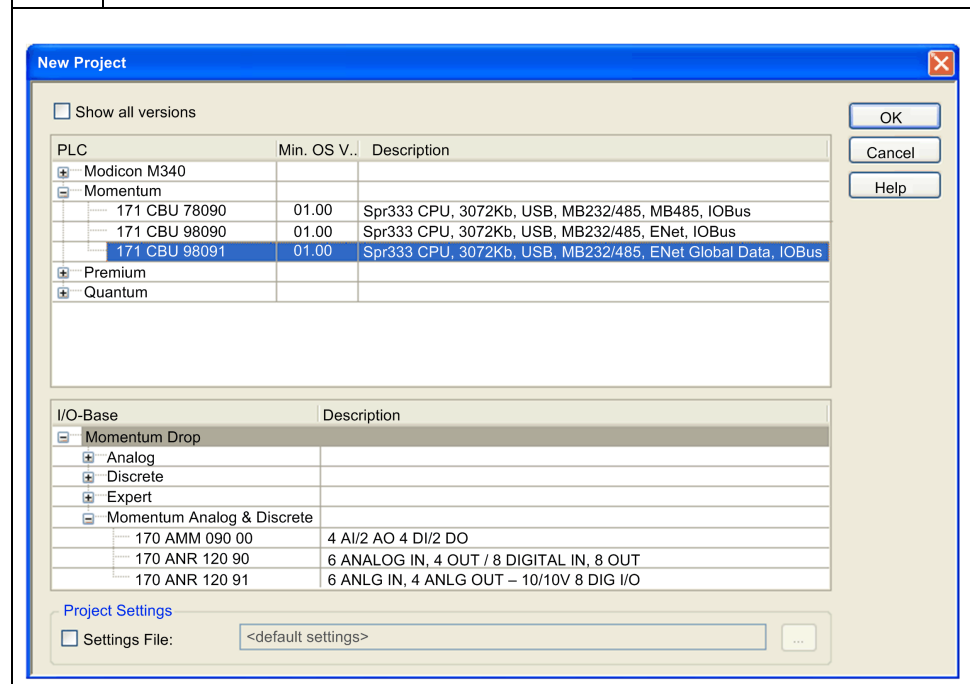 New Project
Show all versions
OK
PLC Min. OS V.. Description
Cancel
Modicon M340
Help
Momentum
171 CBU 78090 01.00 Spr333 CPU, 3072Kb, USB, MB232/485, MB485, IOBus
171 CBU 98090 01.00 Spr333 CPU, 3072Kb, USB, MB232/485, ENet, IOBus
171 CBU 98091 01.00 Spr333 CPU, 3072Kb, USB, MB232/485, ENet Global Data, IOBus
Premium
Quantum
I/O-Base Description
Momentum Drop
Analog
Discrete
Expert
Momentum Analog & Discrete
170 AMM 090 00 4 AI/2 AO 4 DI/2 DO
170 ANR 120 90 6 ANALOG IN, 4 OUT / 8 DIGITAL IN, 8 OUT
170 ANR 120 91 6 ANLG IN, 4 ANLG OUT – 10/10V 8 DIG I/O
Project Settings
Settings File: <default settings> ...